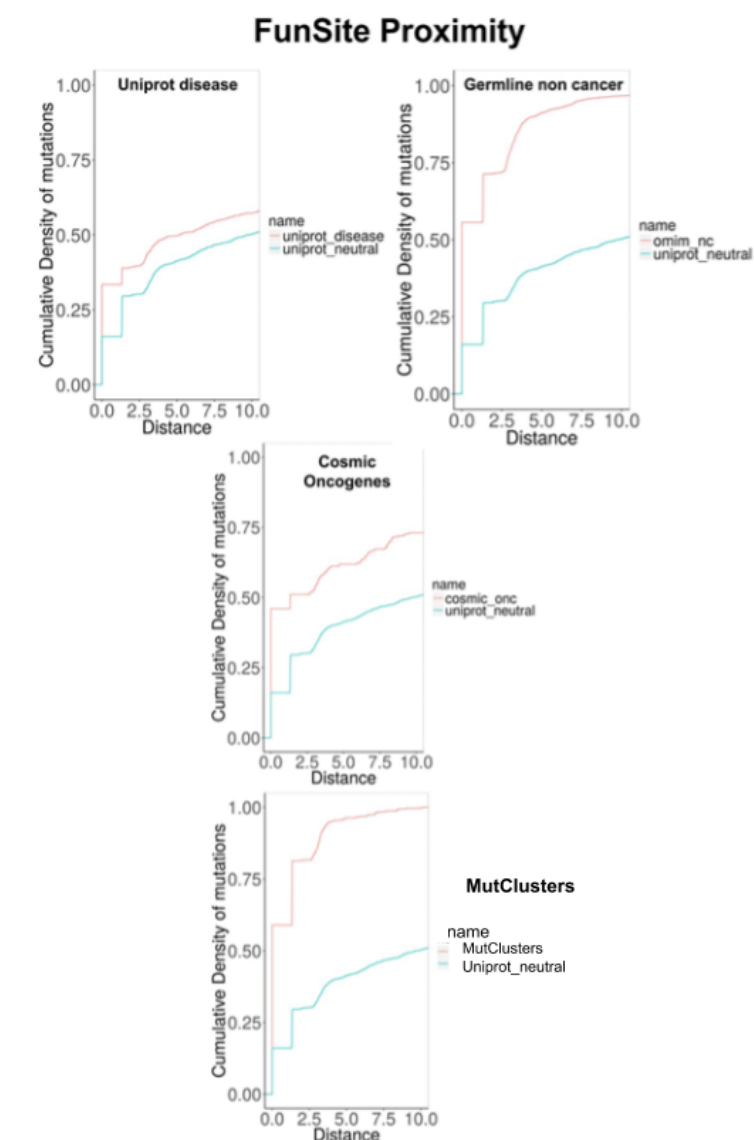 FunSite Proximity
Uniprot disease
Cumulative Density of mutations
1.00
0.75
0.50
0.25
0.00
0.0 2.5 5.0 7.5 10.0
Distance
name
uniprot_disease
uniprot_neutral
Germline non cancer
Cumulative Density of mutations
1.00
0.75
0.50
0.25
0.00
0.0 2.5 5.0 7.5 10.0
Distance
name
omim_nc
uniprot_neutral
Cosmic
Oncogenes
Cumulative Density of mutations
1.00
0.75
0.50
0.25
0.00
0.0 2.5 5.0 7.5 10.0
Distance
name
cosmic_onc
uniprot_neutral
Cumulative Density of mutations
1.00
0.75
0.50
0.25
0.00
0.0 2.5 5.0 7.5 10.0
Distance
MutClusters
name
MutClusters
Uniprot_neutral